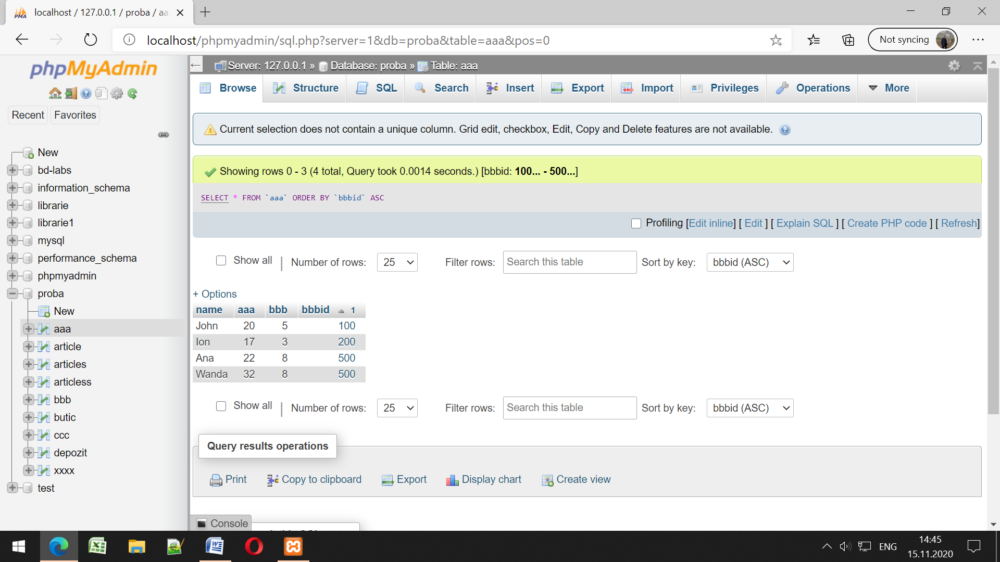 localhost / 127.0.0.1 / proba / aa
localhost/phpmyadmin/sql.php?server=1&db=proba&table=aaa&pos=0
Not syncing
phpMyAdmin
Recent
Favorites
New
bd-labs
information_schema
librarie
librarie1
mysql
performance_schema
phpmyadmin
proba
New
aaa
article
articles
articless
bbb
butic
ccc
depozit
xxxx
test
Server: 127.0.0.1 » Database: proba » Table: aaa
Browse Structure SQL Search Insert Export Import Privileges Operations More
Current selection does not contain a unique column. Grid edit, checkbox, Edit, Copy and Delete features are not available.
Showing rows 0 - 3 (4 total, Query took 0.0014 seconds.) [bbbid: 100... - 500...]
SELECT * FROM `aaa` ORDER BY `bbbid` ASC
Profiling [Edit inline] [ Edit ] [ Explain SQL ] [ Create PHP code ] [ Refresh]
Show all | Number of rows: 25 Filter rows: Search this table Sort by key: bbbid (ASC)
+ Options
name aaa bbb bbbid 1
John 20 5 100
Ion 17 3 200
Ana 22 8 500
Wanda 32 8 500
Show all | Number of rows: 25 Filter rows: Search this table Sort by key: bbbid (ASC)
Query results operations
Print Copy to clipboard Export Display chart Create view
Console
ENG
14:45
15.11.2020